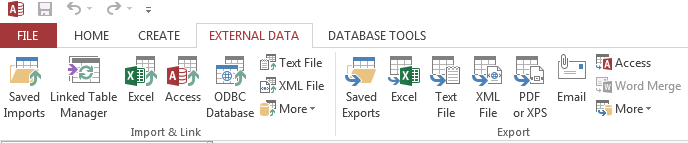 FILE HOME CREATE EXTERNAL DATA DATABASE TOOLS
Saved Imports
Linked Table Manager
Excel
Access
ODBC Database
Text File
XML File
More
Import & Link
Saved Exports
Excel
Text File
XML File
PDF or XPS
Email
Access
Word Merge
More
Export